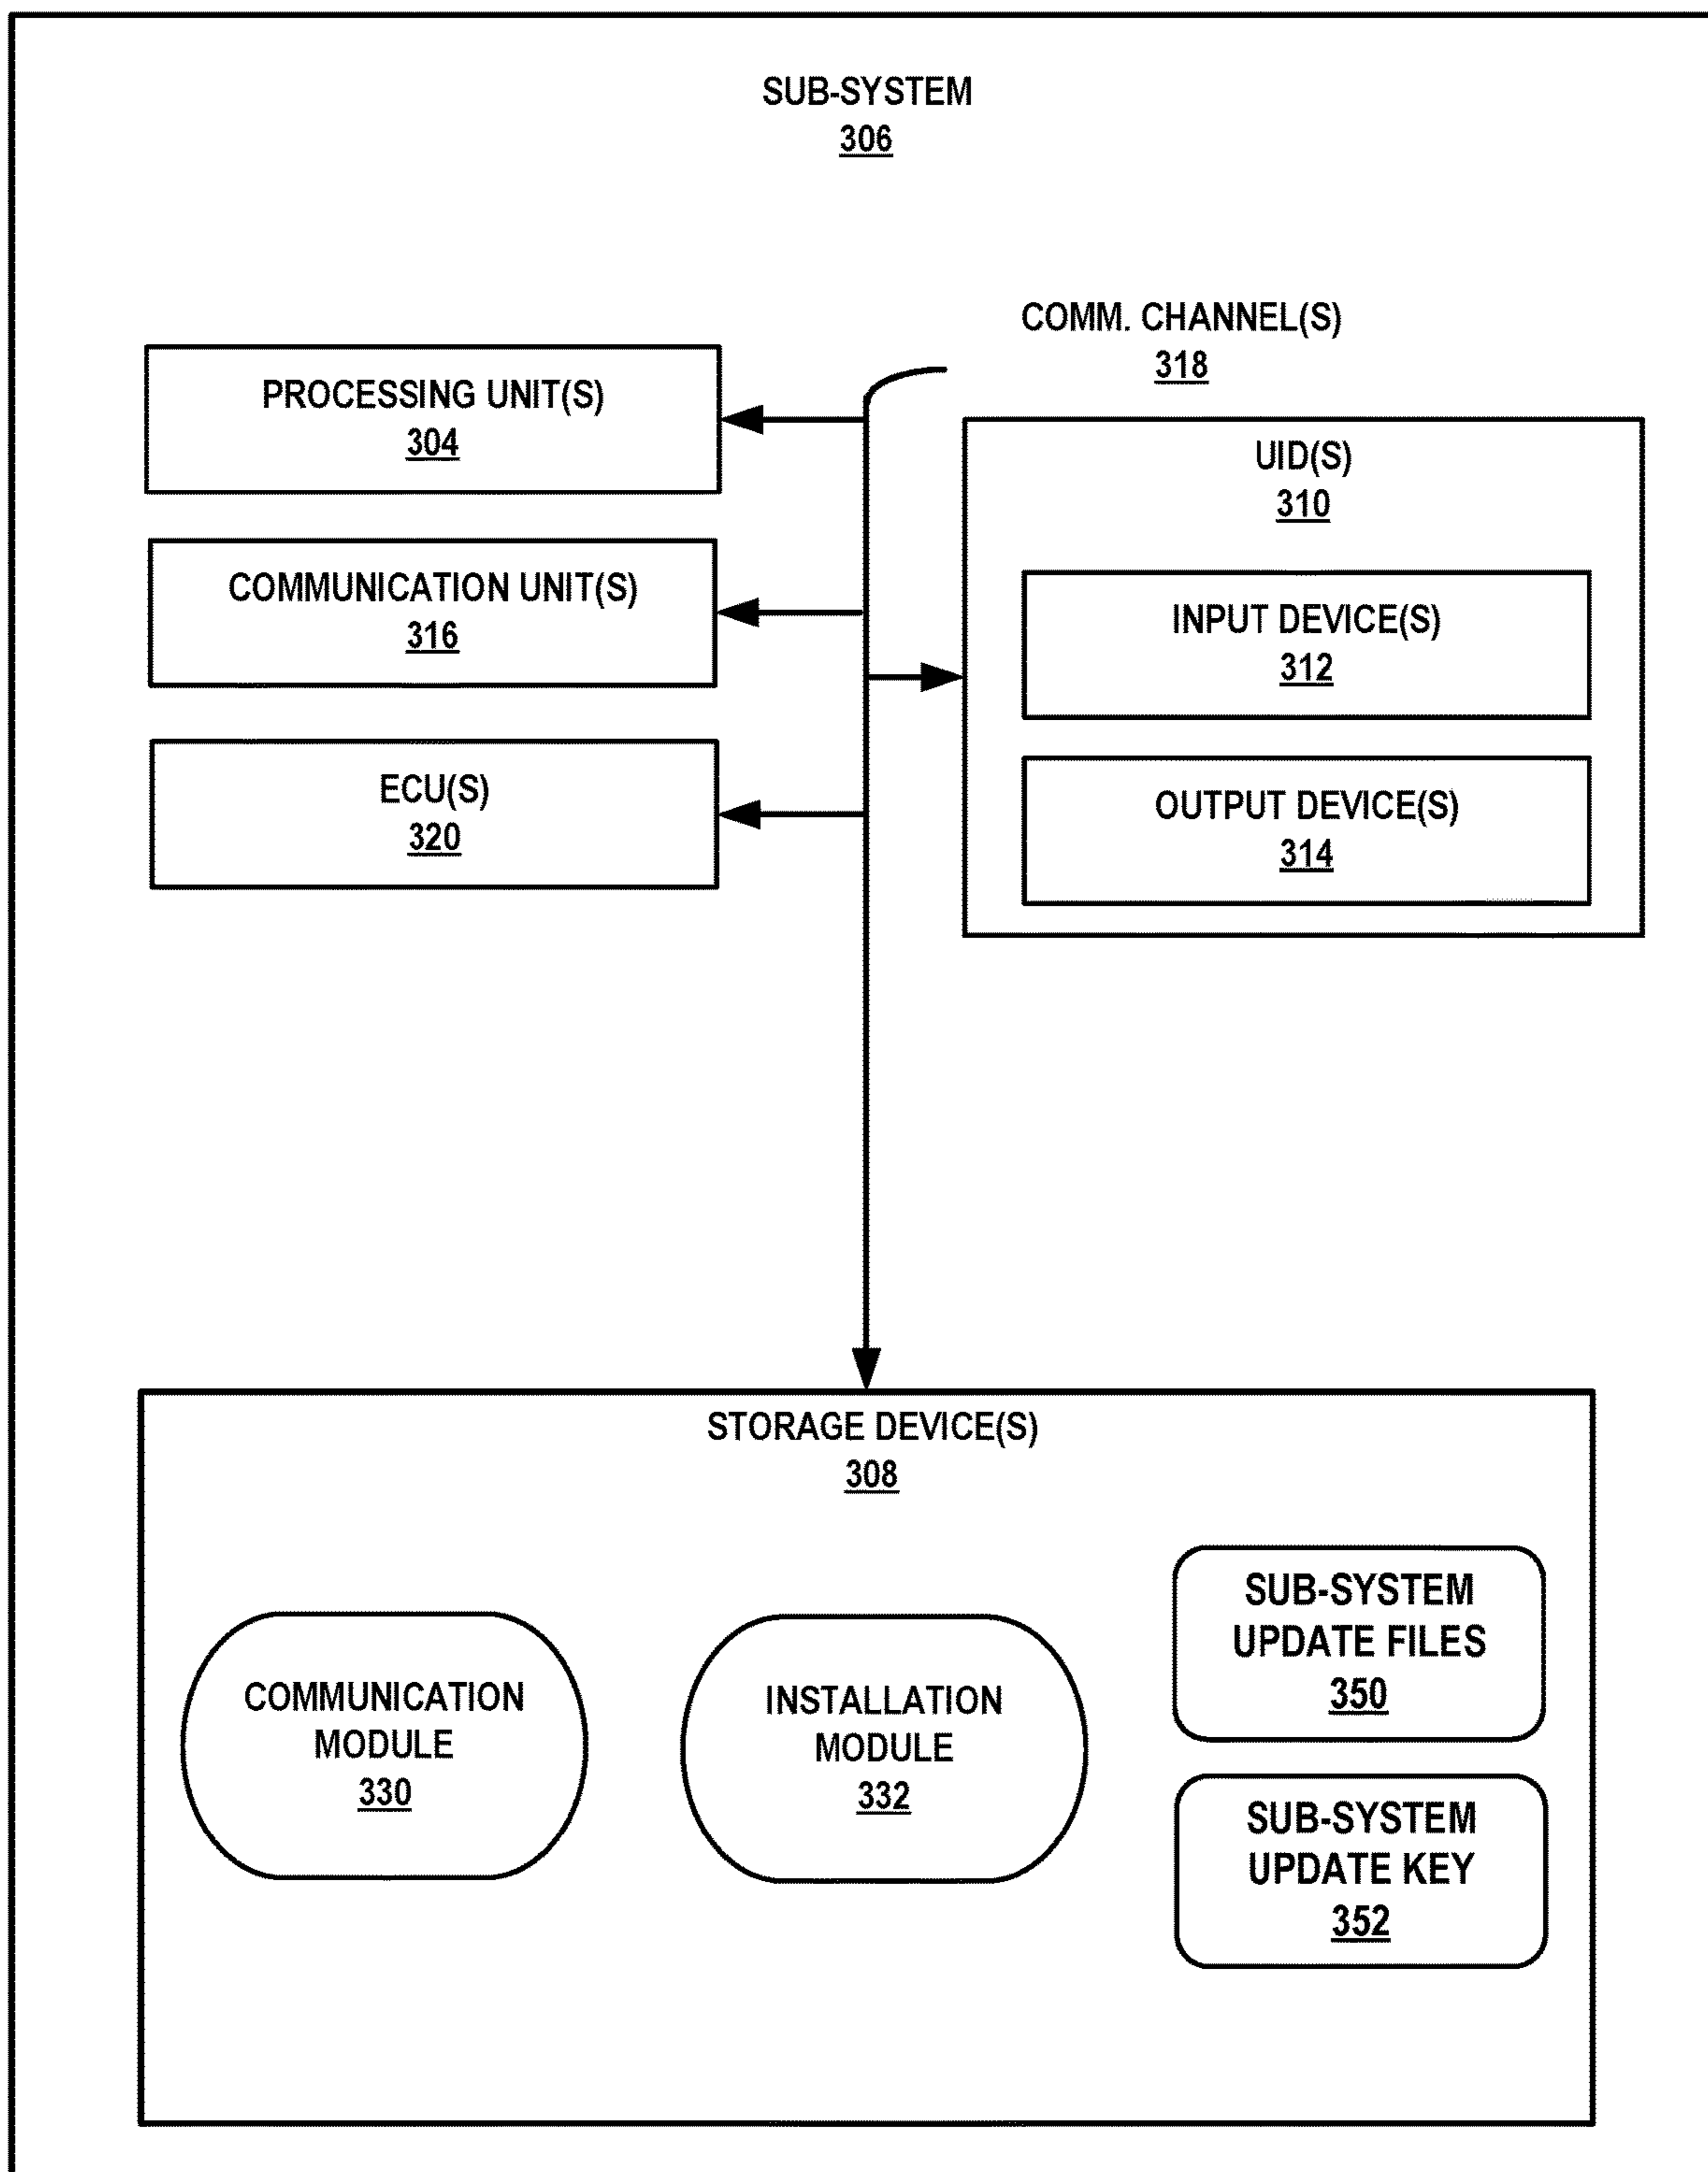 SUB-SYSTEM
306
COMM. CHANNEL(S)
318
PROCESSING UNIT(S)
304
COMMUNICATION UNIT(S)
316
ECU(S)
320
UID(S)
310
INPUT DEVICE(S)
312
OUTPUT DEVICE(S)
314
STORAGE DEVICE(S)
308
COMMUNICATION
MODULE
330
INSTALLATION
MODULE
332
SUB-SYSTEM
UPDATE FILES
350
SUB-SYSTEM
UPDATE KEY
352